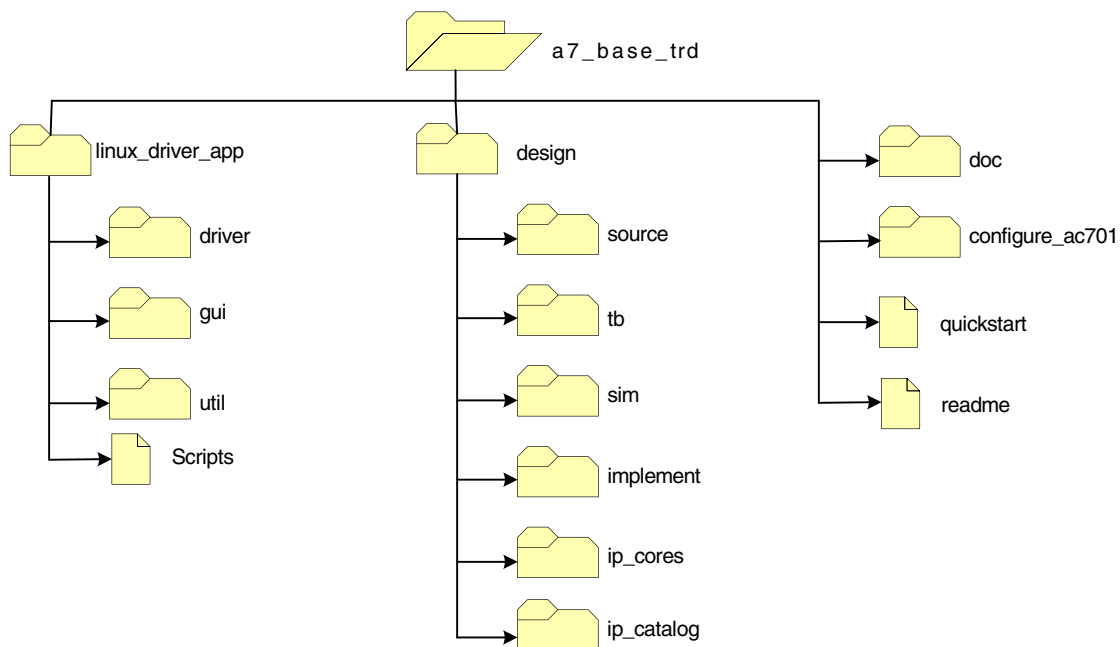 a7_base_trd
linux_driver_app
driver
gui
util
Scripts
design
source
tb
sim
implement
ip_cores
ip_catalog
doc
configure_ac701
quickstart
readme